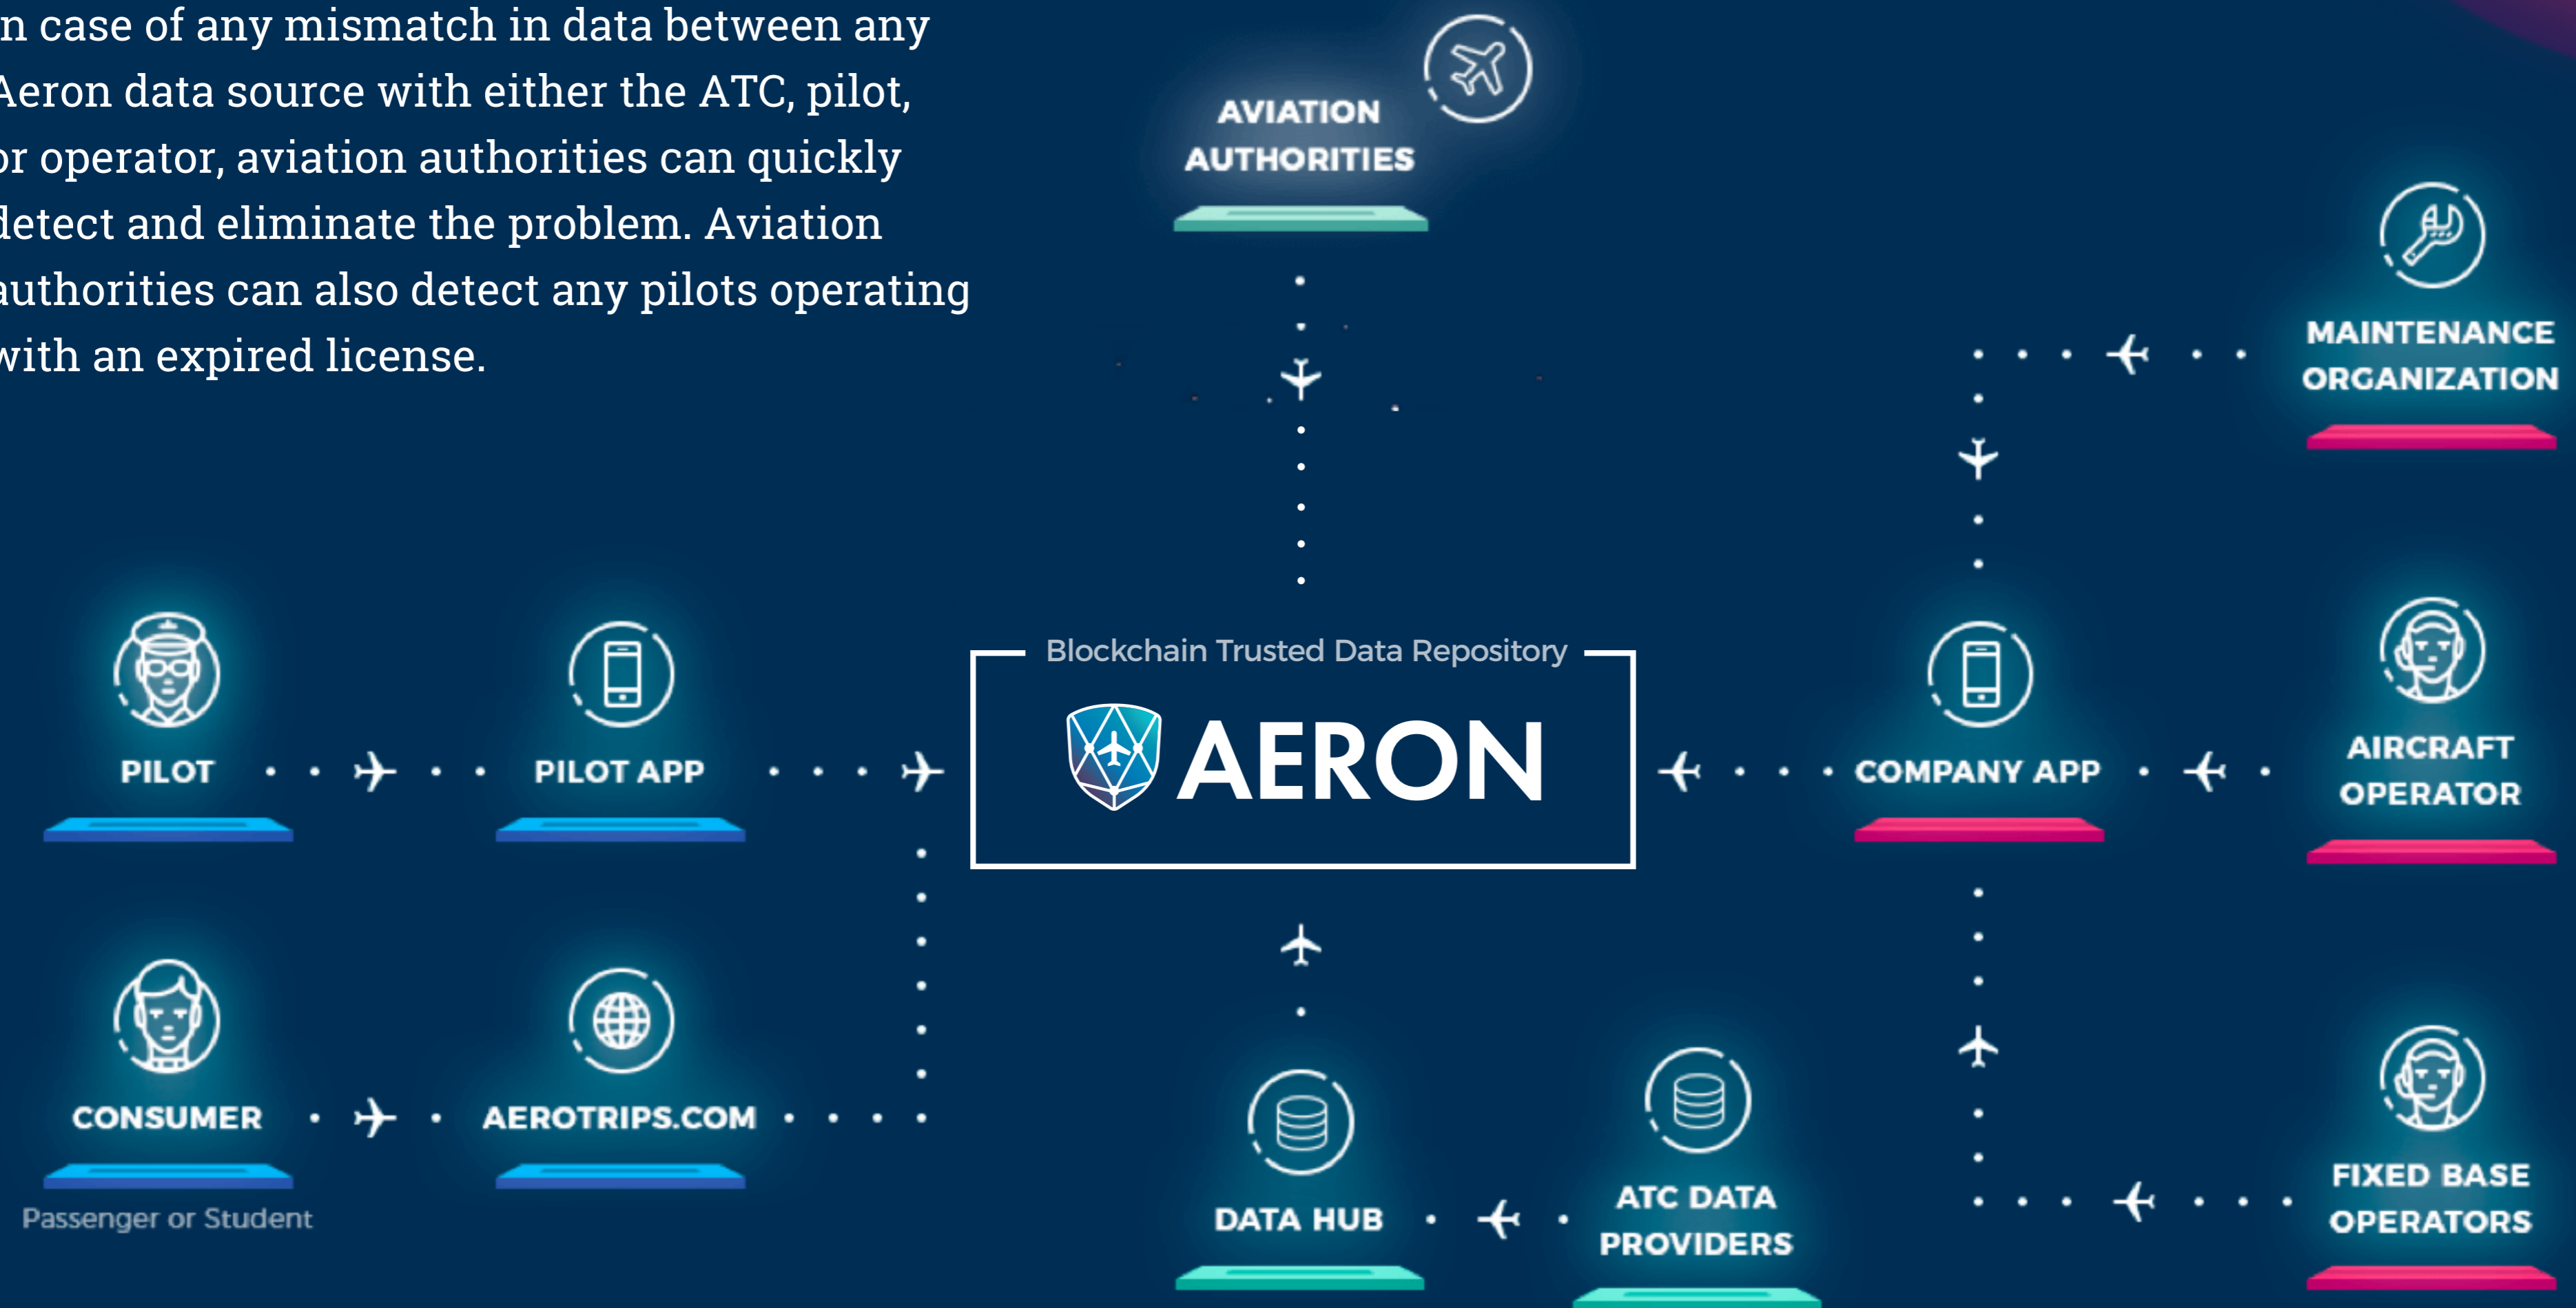 n case of any mismatch in data between any
Aeron data source with either the ATC, pilot,
or operator, aviation authorities can quickly
detect and eliminate the problem. Aviation
authorities can also detect any pilots operating
with an expired license.
AVIATION
AUTHORITIES
MAINTENANCE
ORGANIZATION
Blockchain Trusted Data Repository
AERON
PILOT
PILOT APP
COMPANY APP
AIRCRAFT
OPERATOR
CONSUMER
Passenger or Student
AEROTRIPS.COM
DATA HUB
ATC DATA
PROVIDERS
FIXED BASE
OPERATORS